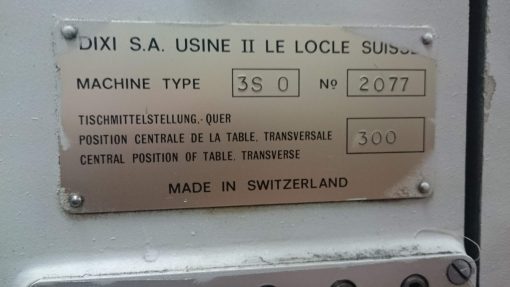 DIXI S.A. USINE II LE LOCLE SUISSE
MACHINE TYPE 3S 0 Nº 2077
TISCHMITTELSTELLUNG,-QUER
POSITION CENTRALE DE LA TABLE, TRANSVERSALE 300
CENTRAL POSITION OF TABLE, TRANSVERSE
MADE IN SWITZERLAND